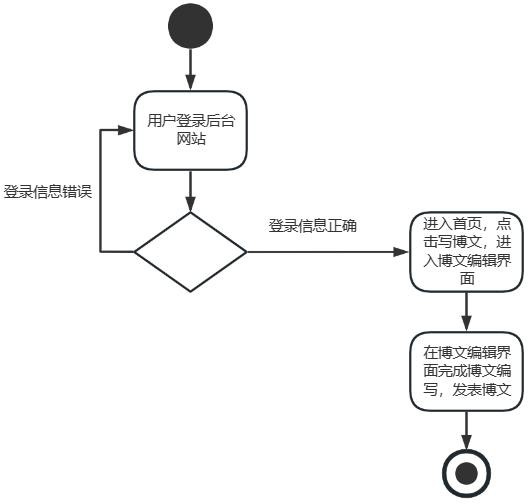 用户登录后台
网站
登录信息错误
登录信息正确
进入首页，点
击写博文，进
入博文编辑界
面
在博文编辑界
面完成博文编
写，发表博文